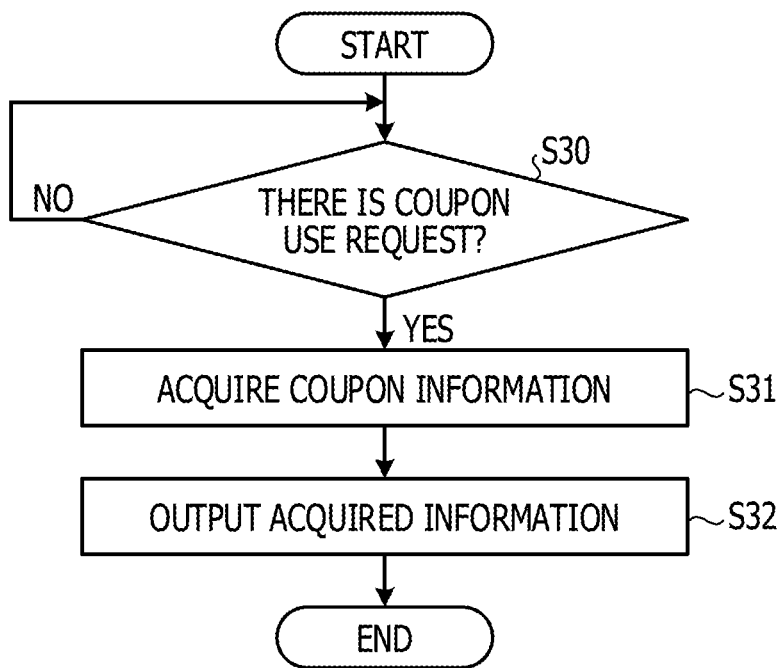 START
S30
THERE IS COUPON
USE REQUEST?
NO
YES
ACQUIRE COUPON INFORMATION
S31
OUTPUT ACQUIRED INFORMATION
S32
END